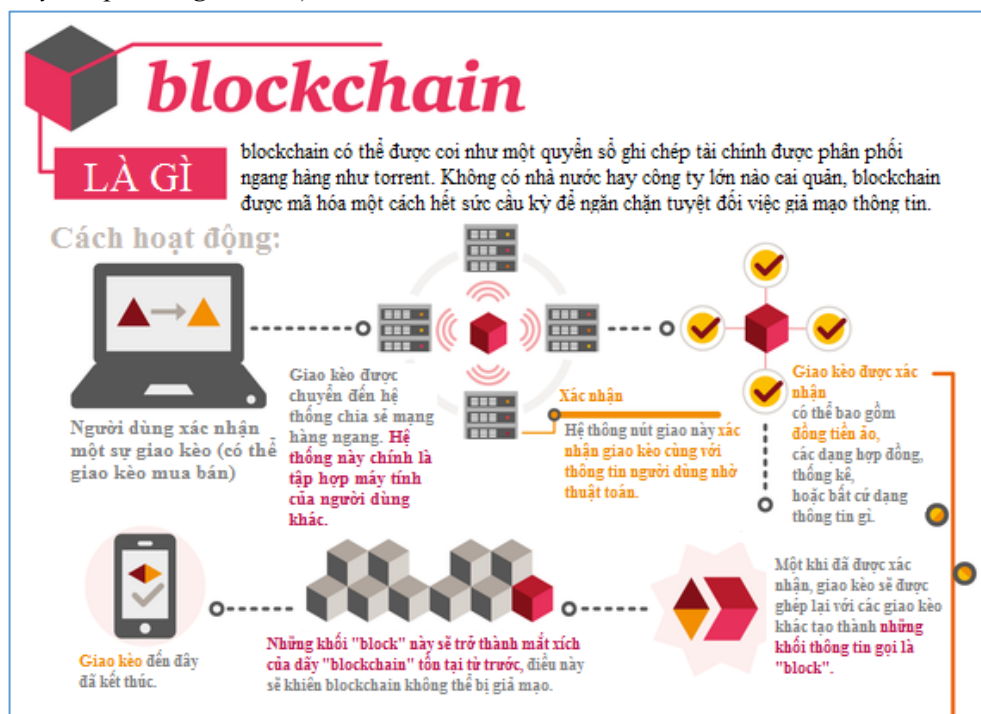 blockchain
LÀ GÌ
blockchain có thể được coi như một quyển sổ ghi chép tài chinh được phân phối
ngang hàng như torrent. Không có nhà nước hay công ty lớn nào cai quản, blockchain
được mã hóa một cách hết sức cầu kỳ để ngăn chặn tuyệt đối việc giả mạo thông tin.
Cách hoạt động:
Người dùng xác nhận
một sự giao kèo (có thể
giao kèo mua bán)
Giao kèo được
chuyển đến hệ
thống chia sẻ mạng
hàng ngang. Hệ
thống này chính là
tập hợp máy tính
của người dùng
khác.
Xác nhận
Hệ thông nút giao này xác
nhận giao kèo cùng với
thông tin người dùng nhờ
thuật toán.
Giao kèo được xác
nhận
có thể bao gồm
đồng tiền ảo,
các dạng hợp đồng,
thống kê,
hoặc bất cứ dạng
thông tin gì.
Một khi đã được xác
nhận, giao kèo sẽ được
ghép lại với các giao kèo
khác tạo thành những
khối thông tin gọi là
"block".
Những khối "block" này sẽ trở thành mắt xích
của dãy "blockchain" tồn tại từ trước, điều này
sẽ khiên blockchain không thể bị giả mạo.
Giao kèo đến đây
đã kết thúc.